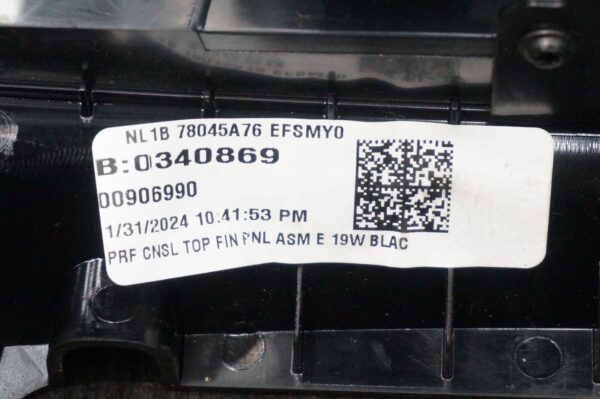 NL1B 78045A76 EFSMY0
B:0340869
00906990
1/31/2024 10:41:53 PM
PRF CNSL TOP FIN PNL ASM E 19W BLAC